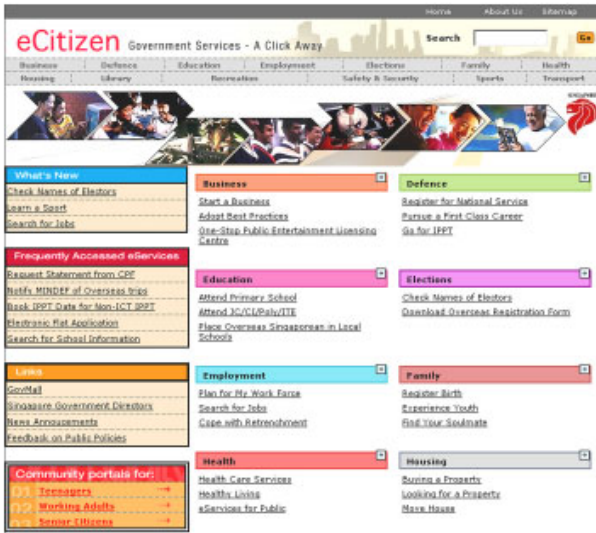 Home About Us Sitemap
eCitizen Government Services - A Click Away
Search Go
Business Defence Education Employment Elections Family Health
Housing Library Recreation Safety & Security Sports Transport
What's New
Check Names of Electors
Learn a Sport
Search for Jobs
Frequently Accessed eServices
Request Statement from CPF
Notify MINDEF of Overseas trips
Book IPPT Date for Non-ICT IPPT
Electronic Flat Application
Search for School Information
Links
GovMall
Singapore Government Directory
News Annoucements
Feedback on Public Policies
Community portals for:
01 Teenagers
02 Working Adults
03 Senior Citizens
Business
Start a Business
Adopt Best Practices
One-Stop Public Entertainment Licensing
Centre
Defence
Register for National Service
Pursue a First Class Career
Go for IPPT
Education
Attend Primary School
Attend JC/CI/Poly/ITE
Place Overseas Singaporean in Local
Schools
Elections
Check Names of Electors
Download Overseas Registration Form
Employment
Plan for My Work Force
Search for Jobs
Cope with Retrenchment
Family
Register Birth
Experience Youth
Find Your Soulmate
Health
Health Care Services
Healthy Living
eServices for Public
Housing
Buying a Property
Looking for a Property
Move House